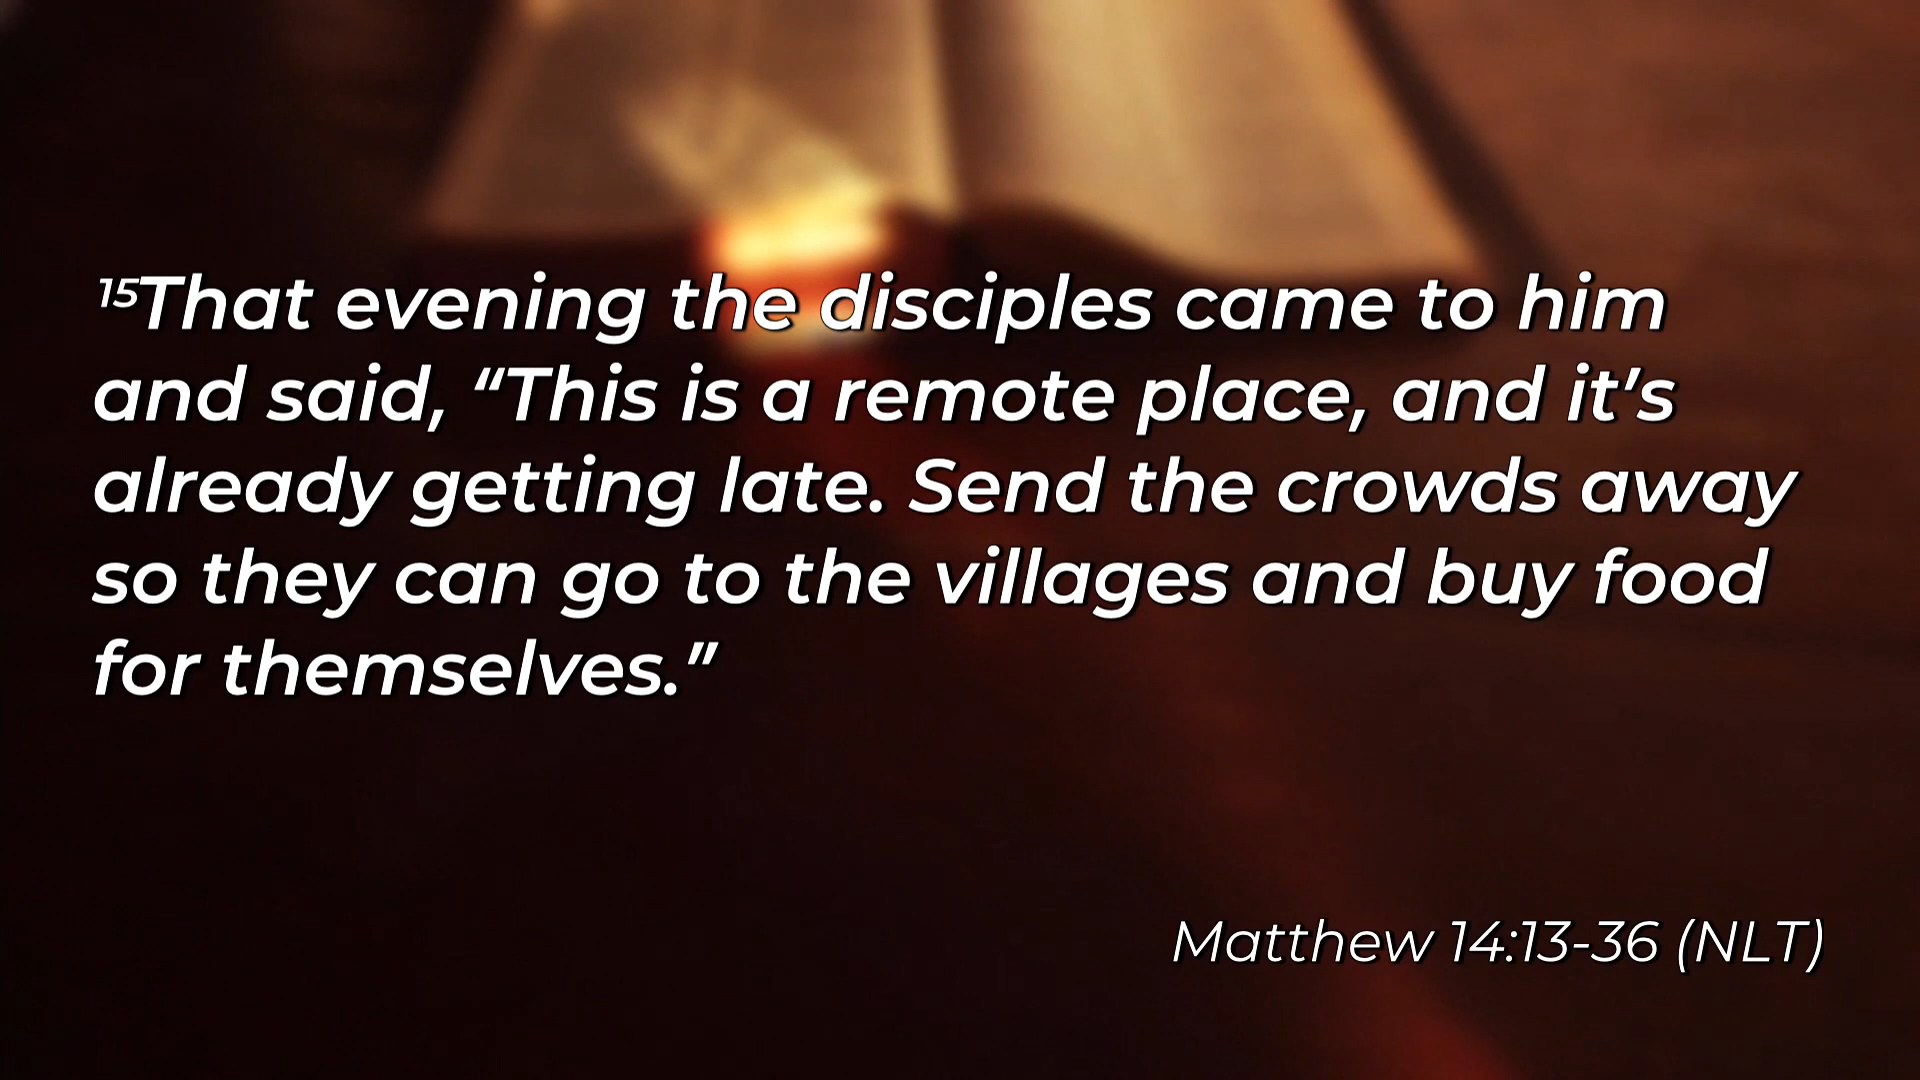 ¹⁵That evening the disciples came to him
and said, “This is a remote place, and it’s
already getting late. Send the crowds away
so they can go to the villages and buy food
for themselves.”
Matthew 14:13-36 (NLT)